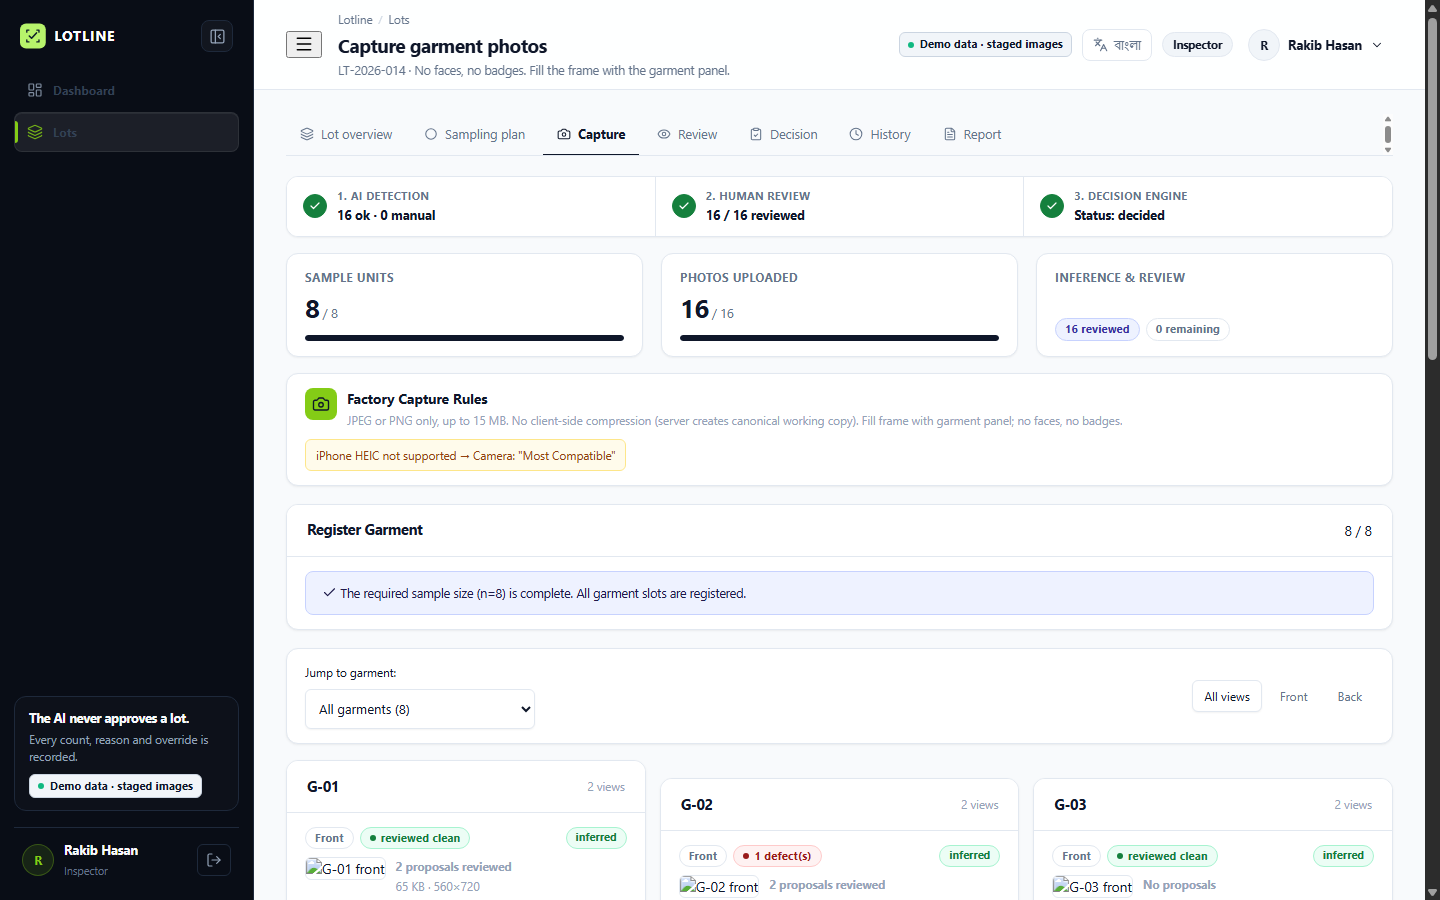 LOTLINE
Dashboard
Lots
The AI never approves a lot.
Every count, reason and override is
recorded.
Demo data · staged images
R
Rakib Hasan
Inspector
Lotline / Lots
Capture garment photos
LT-2026-014 · No faces, no badges. Fill the frame with the garment panel.
Demo data · staged images
বাংলা
Inspector
R
Rakib Hasan
Lot overview
Sampling plan
Capture
Review
Decision
History
Report
1. AI DETECTION
16 ok · 0 manual
2. HUMAN REVIEW
16 / 16 reviewed
3. DECISION ENGINE
Status: decided
SAMPLE UNITS
8 / 8
PHOTOS UPLOADED
16 / 16
INFERENCE & REVIEW
16 reviewed
0 remaining
Factory Capture Rules
JPEG or PNG only, up to 15 MB. No client-side compression (server creates canonical working copy). Fill frame with garment panel; no faces, no badges.
iPhone HEIC not supported → Camera: "Most Compatible"
Register Garment
8 / 8
✓ The required sample size (n=8) is complete. All garment slots are registered.
Jump to garment:
All garments (8)
All views
Front
Back
G-01
2 views
Front
reviewed clean
inferred
G-01 front
2 proposals reviewed
65 KB · 560×720
G-02
2 views
Front
1 defect(s)
inferred
G-02 front
2 proposals reviewed
G-03
2 views
Front
reviewed clean
inferred
G-03 front
No proposals